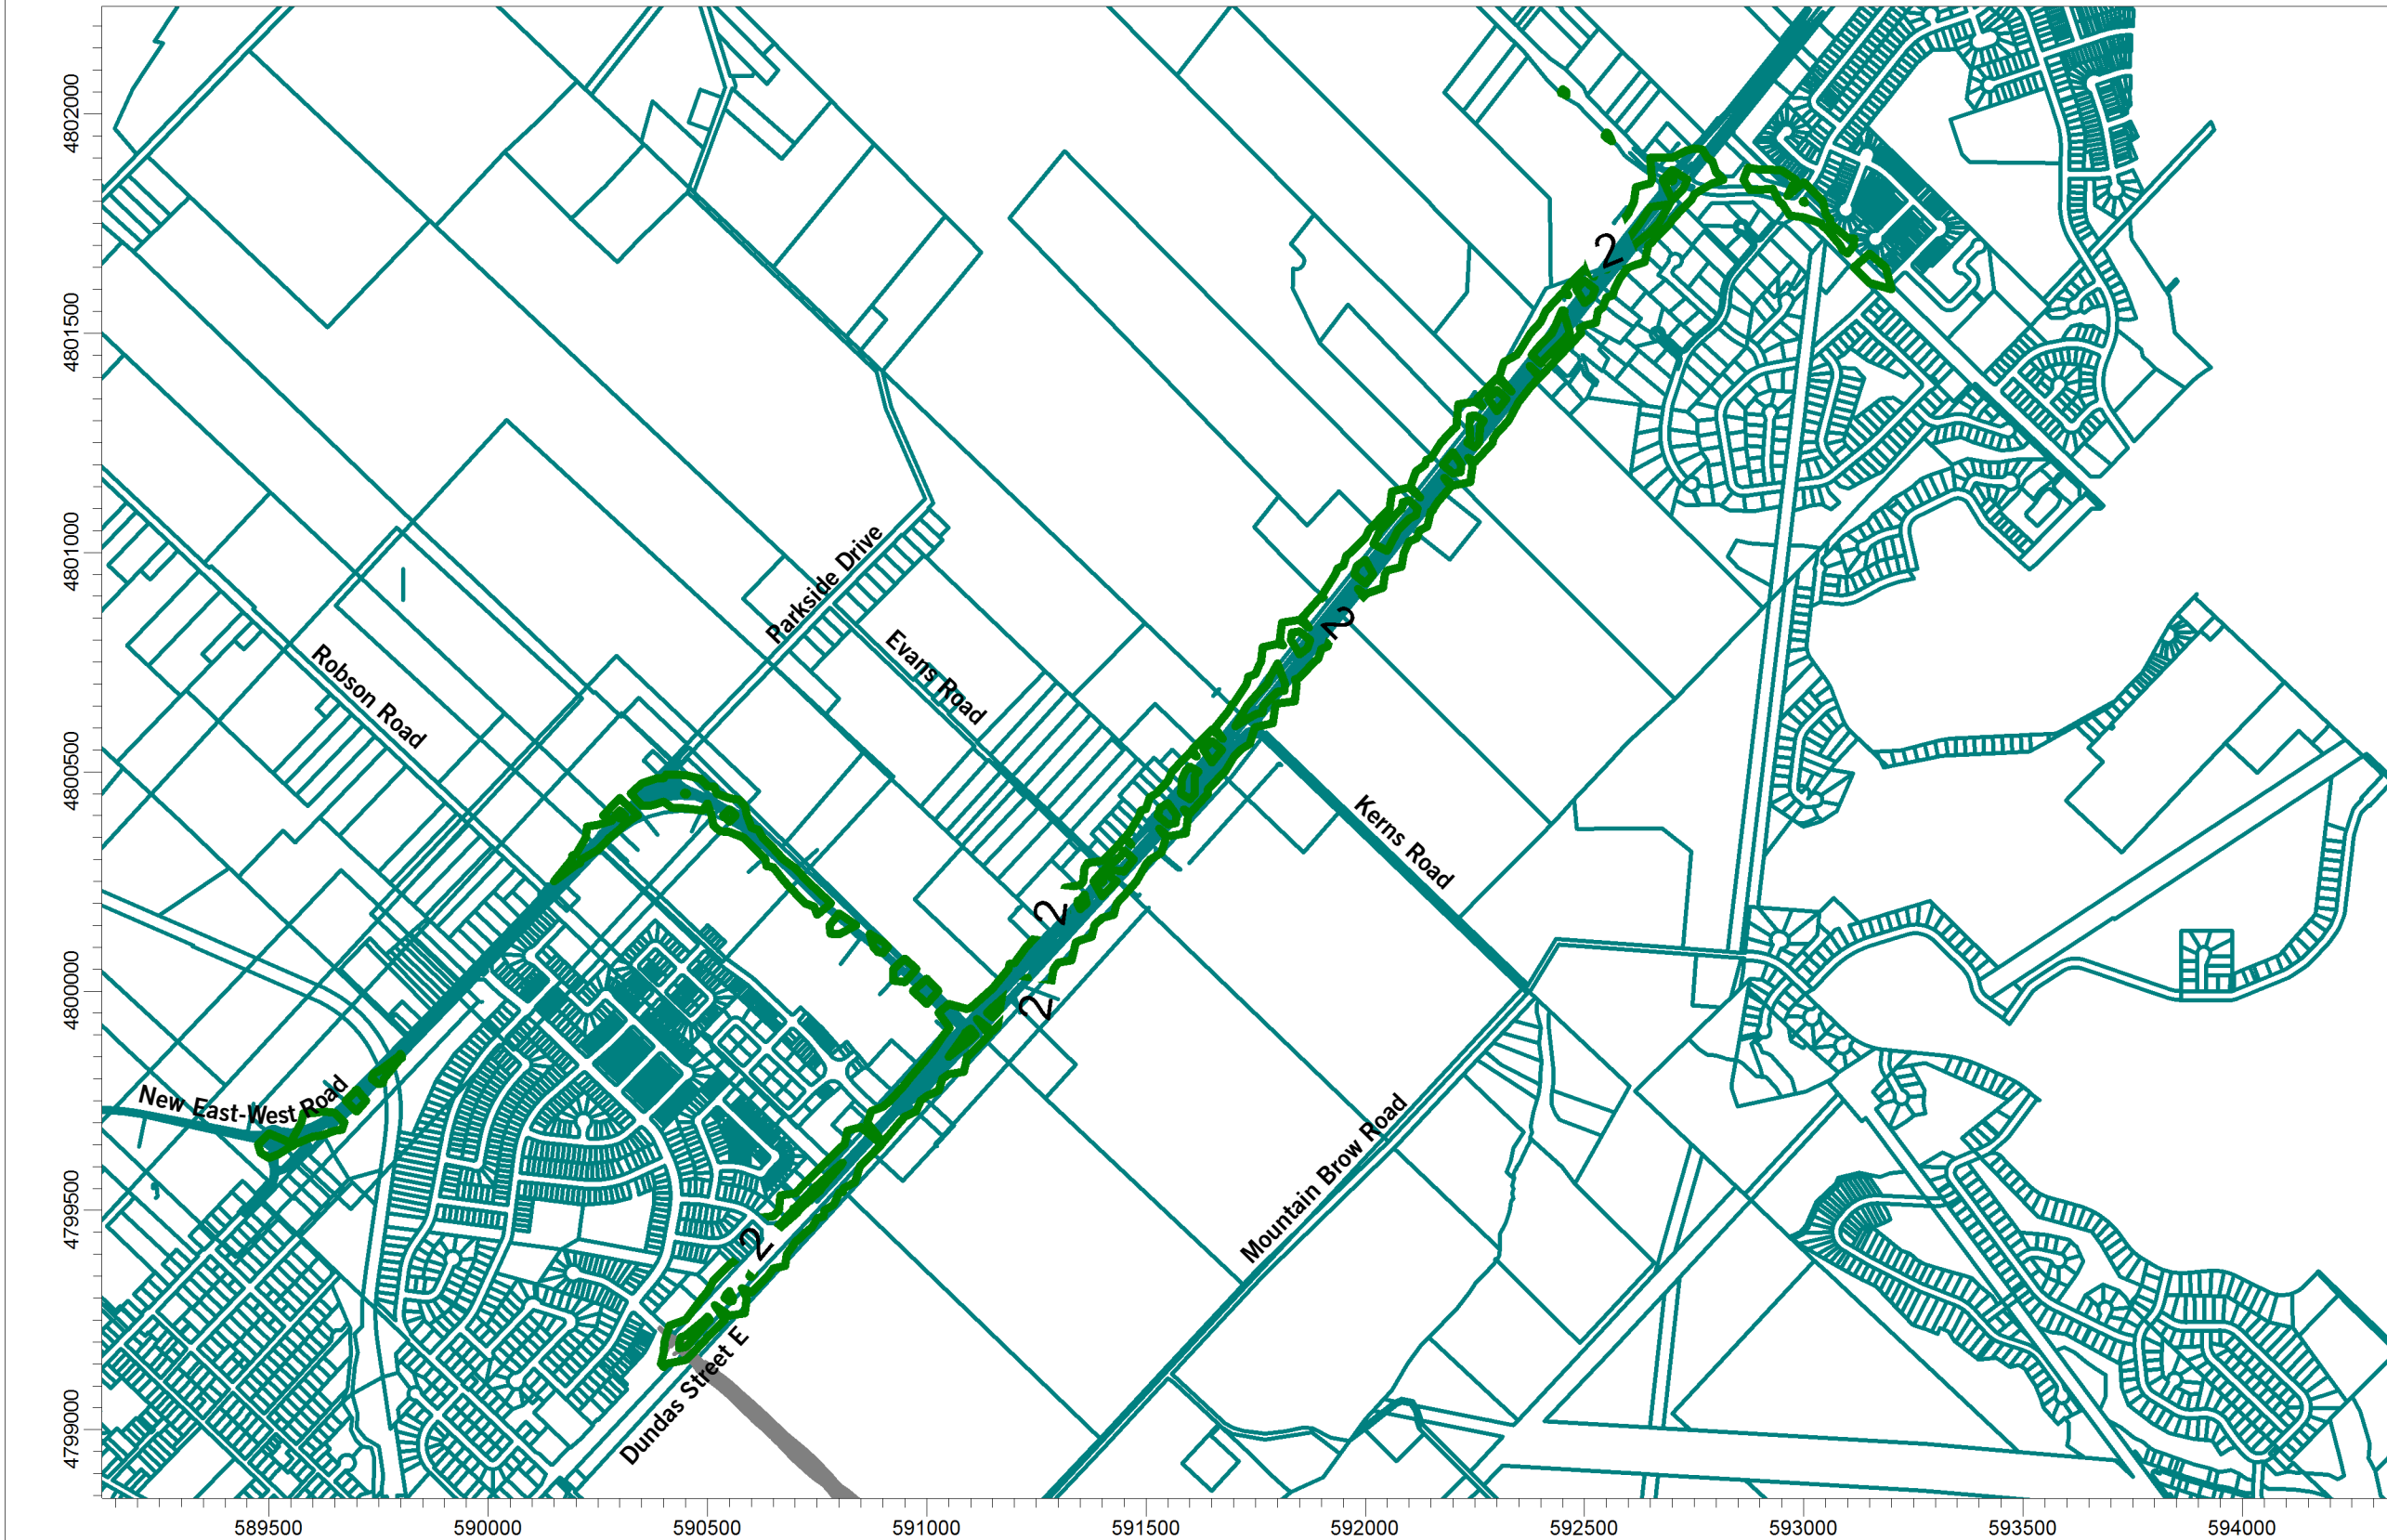 4802000
2
4801500
4801000
Parkside Drive
2
Evans Road
Robson Road
4800500
Kerns Road
2
2
4800000
New East-West Road
Mountain Brow Road
4799500
2
Dundas Street E
4799000
589500 590000 590500 591000 591500 592000 592500 593000 593500 594000